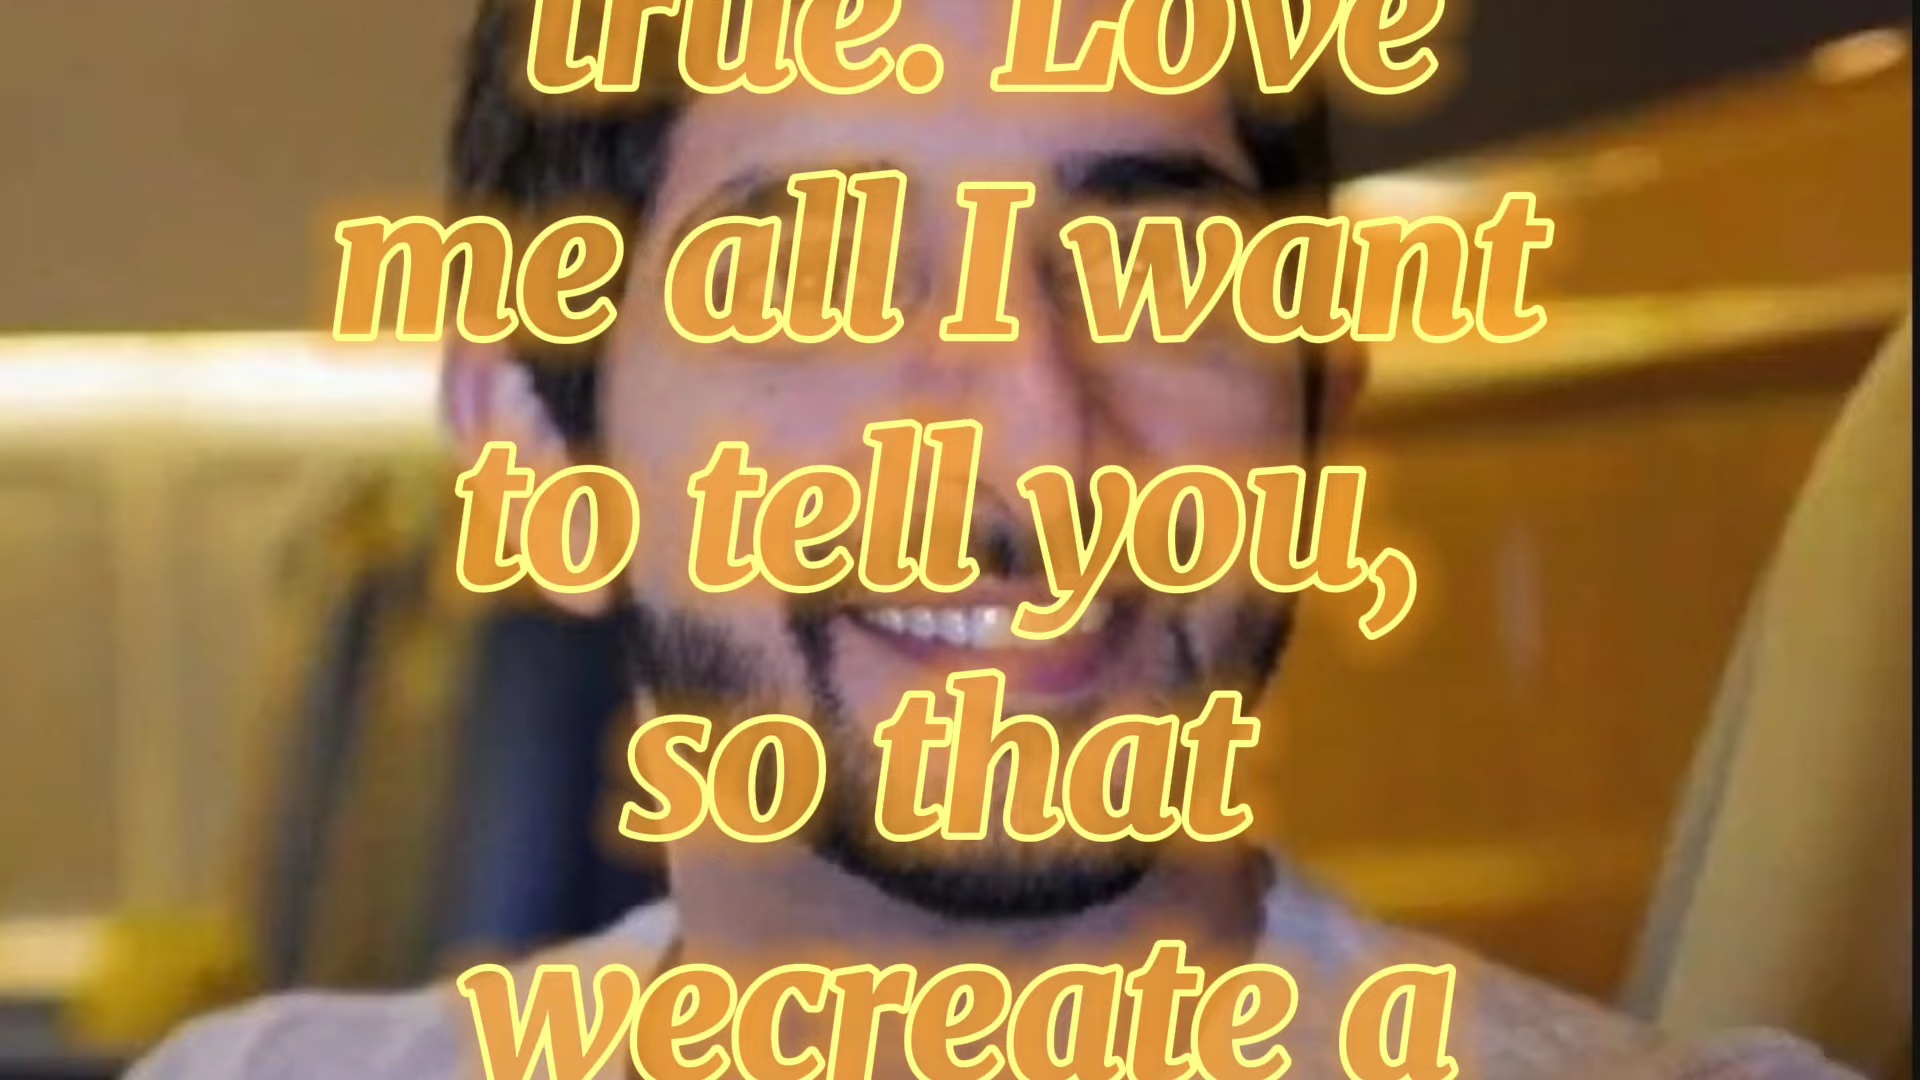 true. Love
me all I want
to tell you,
so that
wecreate a